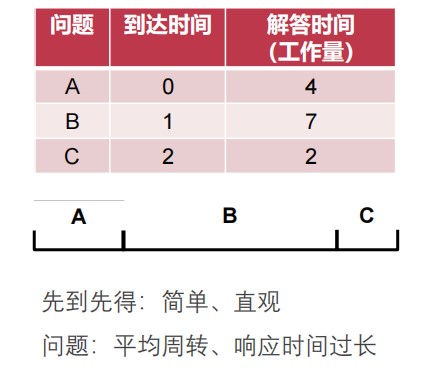 问题 到达时间 解答时间
(工作量)
A 0 4
B 1 7
C 2 2
A B C
先到先得：简单、直观
问题：平均周转、响应时间过长